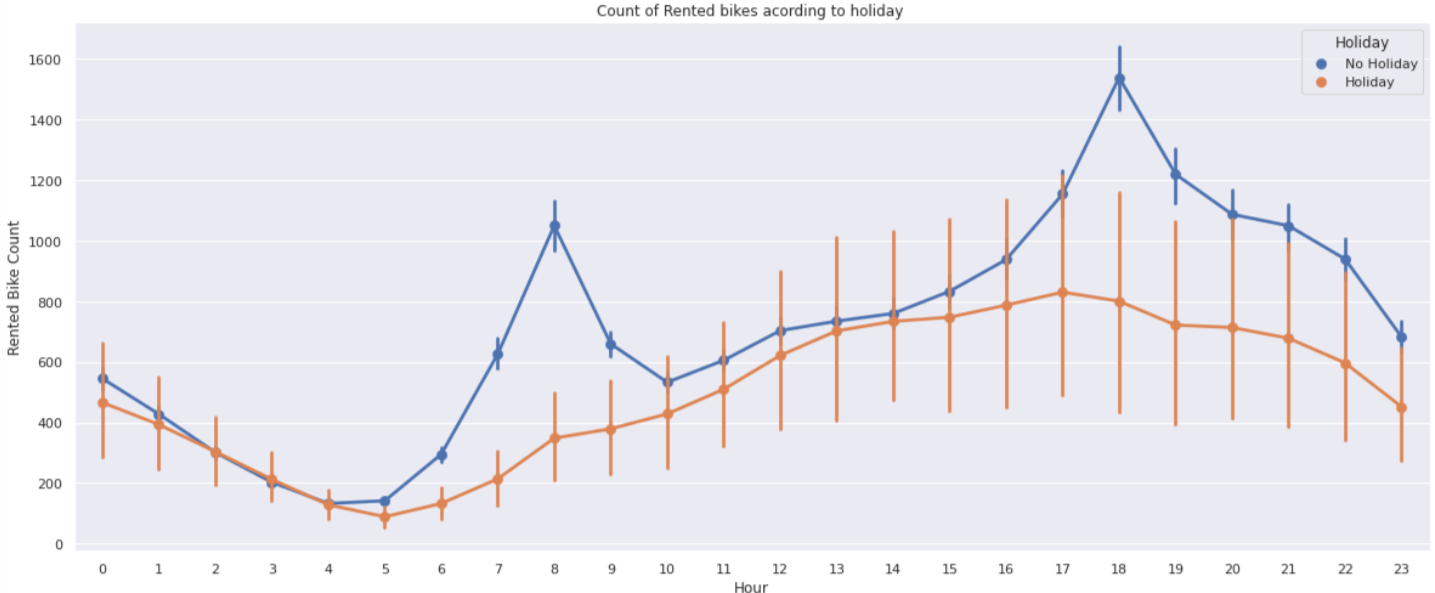 Count of Rented bikes acording to holiday
Holiday
No Holiday
Holiday
Rented Bike Count
1600
1400
1200
1000
800
600
400
200
0
0 1 2 3 4 5 6 7 8 9 10 11 12 13 14 15 16 17 18 19 20 21 22 23
Hour